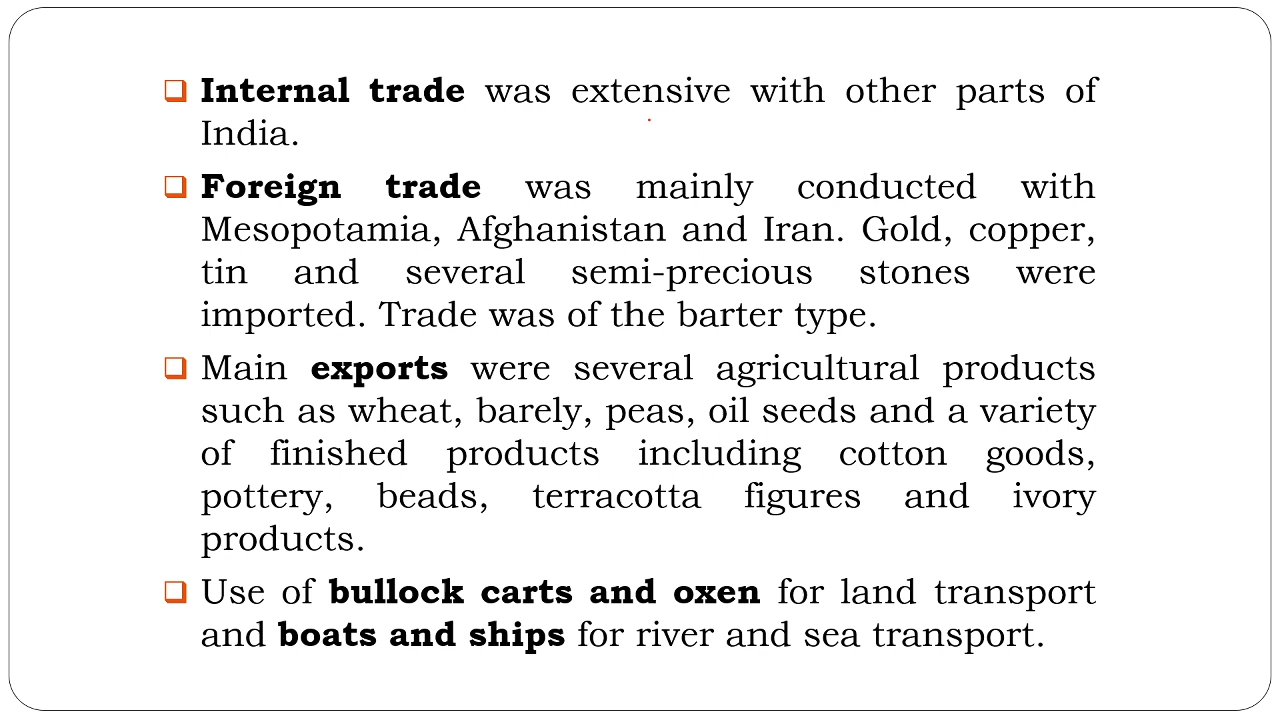 Internal trade was extensive with other parts of
India.
Foreign trade was mainly conducted with
Mesopotamia, Afghanistan and Iran. Gold, copper,
tin and several semi-precious stones were
imported. Trade was of the barter type.
Main exports were several agricultural products
such as wheat, barely, peas, oil seeds and a variety
of finished products including cotton goods,
pottery, beads, terracotta figures and ivory
products.
Use of bullock carts and oxen for land transport
and boats and ships for river and sea transport.